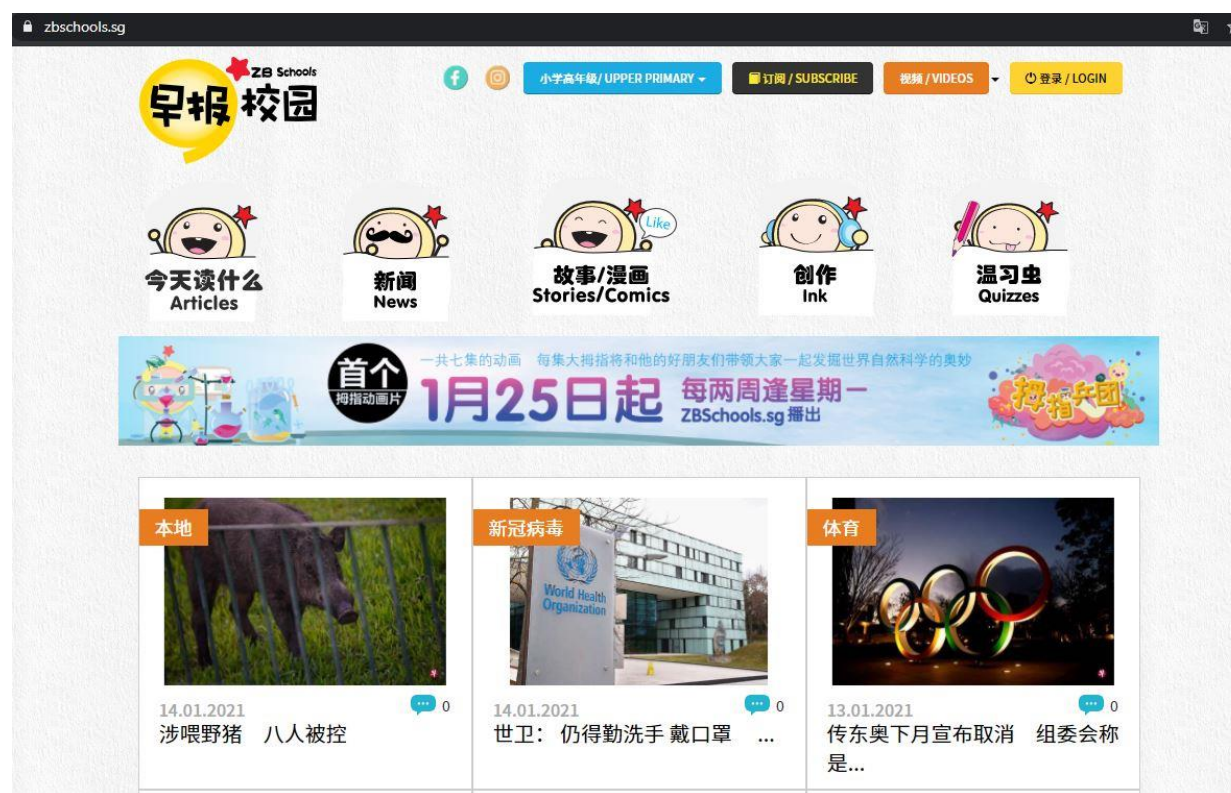 zbschools.sg
ZB Schools
早报校园
小学高年级/ UPPER PRIMARY
订阅 / SUBSCRIBE
视频 / VIDEOS
登录 / LOGIN
今天读什么
Articles
新闻
News
Like
故事/漫画
Stories/Comics
创作
Ink
温习虫
Quizzes
首个
拇指动画片
一共七集的动画 每集大拇指将和他的好朋友们带领大家一起发掘世界自然科学的奥妙
1月25日起
每两周逢星期一
ZBSchools.sg 播出
拇指兵团
本地
14.01.2021
0
涉喂野猪 八人被控
新冠病毒
World Health
Organization
14.01.2021
0
世卫： 仍得勤洗手 戴口罩 ...
体育
13.01.2021
0
传东奥下月宣布取消 组委会称
是...